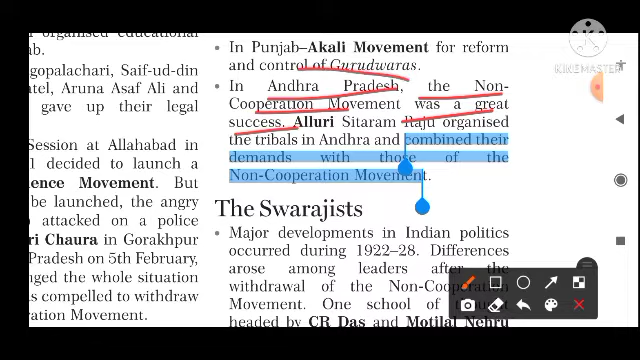 r organised educational
ab.
gopalachari, Saif-ud-din
atel, Aruna Asaf Ali and
gave up their legal
Session at Allahabad in
1 decided to launch a
ience Movement. But
be launched, the angry
attacked on a police
ri Chaura in Gorakhpur
Pradesh on 5th February,
nged the whole situation
s compelled to withdraw
ration Movement.
• In Punjab–Akali Movement for reform
and control of Gurudwaras.
• In Andhra Pradesh, the Non-
Cooperation Movement was a great
success. Alluri Sitaram Raju organised
the tribals in Andhra and combined their
demands with those of the
Non-Cooperation Movement.
The Swarajists
• Major developments in Indian politics
occurred during 1922–28. Differences
arose among leaders after the
withdrawal of the Non-Cooperation
Movement. One school of
headed by CR Das and Motilal Nehru
KINEMASTER